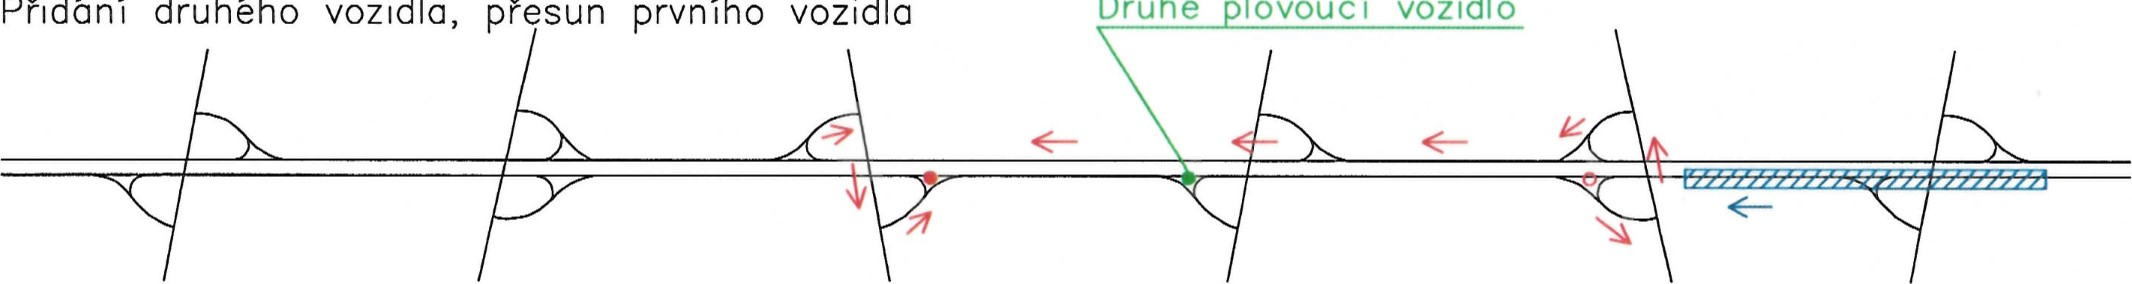 Přidání druhého vozidla, přesun prvního vozidla
Druhé plovoucí vozidlo